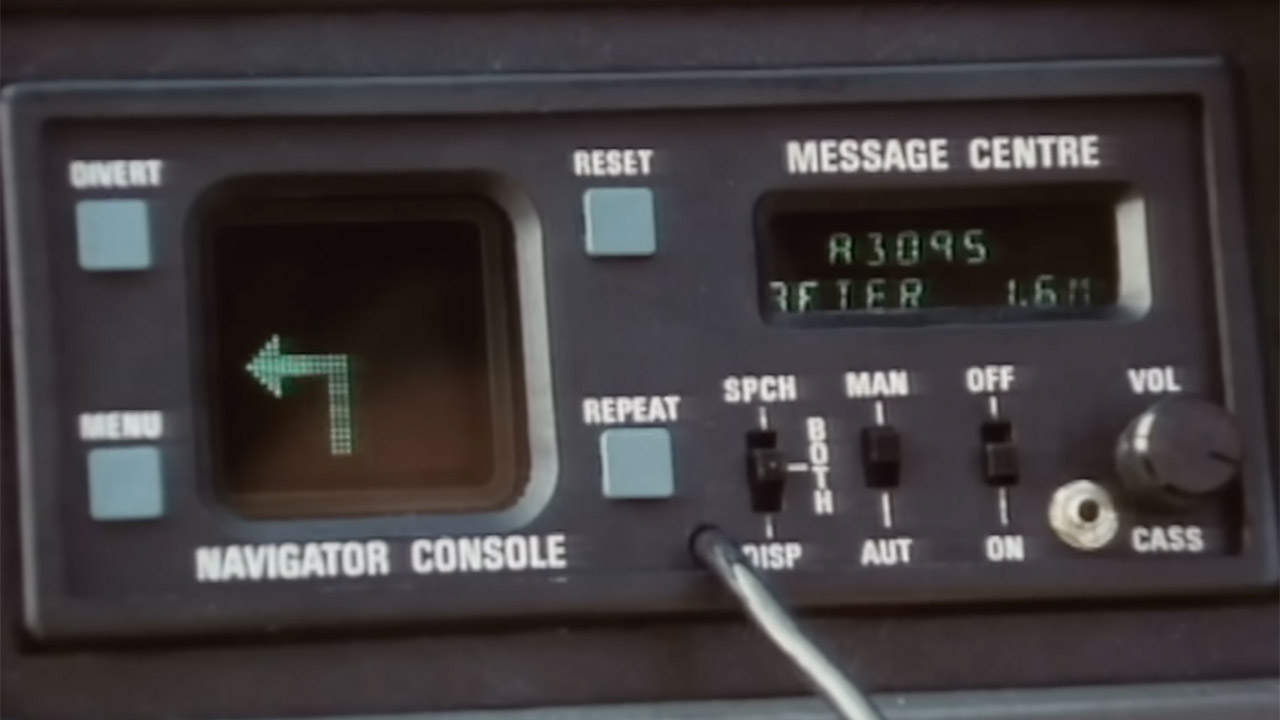 DIVERT
MENU
NAVIGATOR CONSOLE
RESET
REPEAT
MESSAGE CENTRE
A3095
AFTER 1.6M
SPCH
BOTH
DISP
MAN
AUT
OFF
ON
VOL
CASS